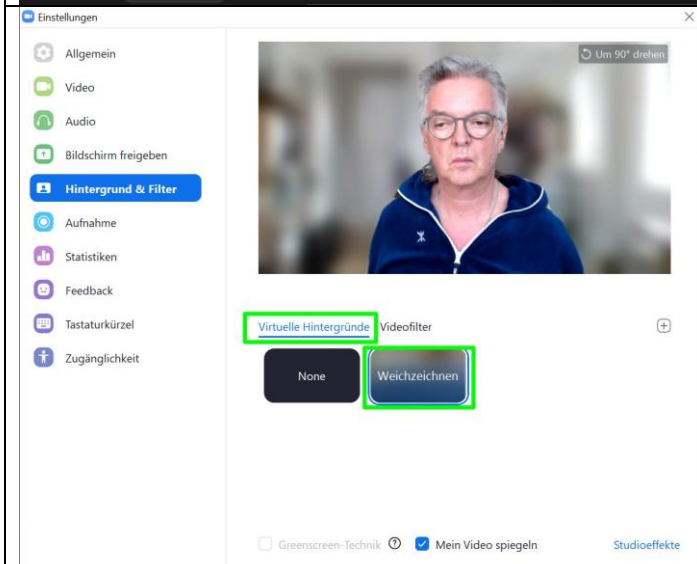 Einstellungen
Um 90° drehen
Allgemein
Video
Audio
Bildschirm freigeben
Hintergrund & Filter
Aufnahme
Statistiken
Feedback
Tastaturkürzel
Zugänglichkeit
Virtuelle Hintergründe Videofilter
None Weichzeichnen
Greenscreen-Technik Mein Video spiegeln Studioeffekte